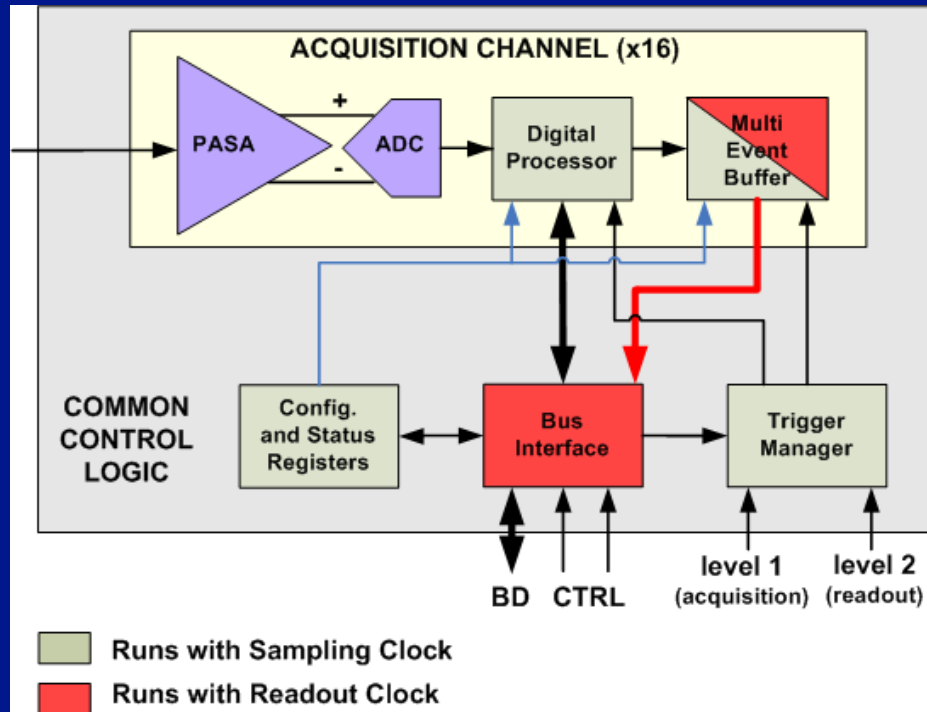 ACQUISITION CHANNEL (x16)
PASA
+
-
ADC
Digital
Processor
Multi
Event
Buffer
COMMON
CONTROL
LOGIC
Config.
and Status
Registers
Bus
Interface
Trigger
Manager
BD
CTRL
level 1
(acquisition)
level 2
(readout)
Runs with Sampling Clock
Runs with Readout Clock